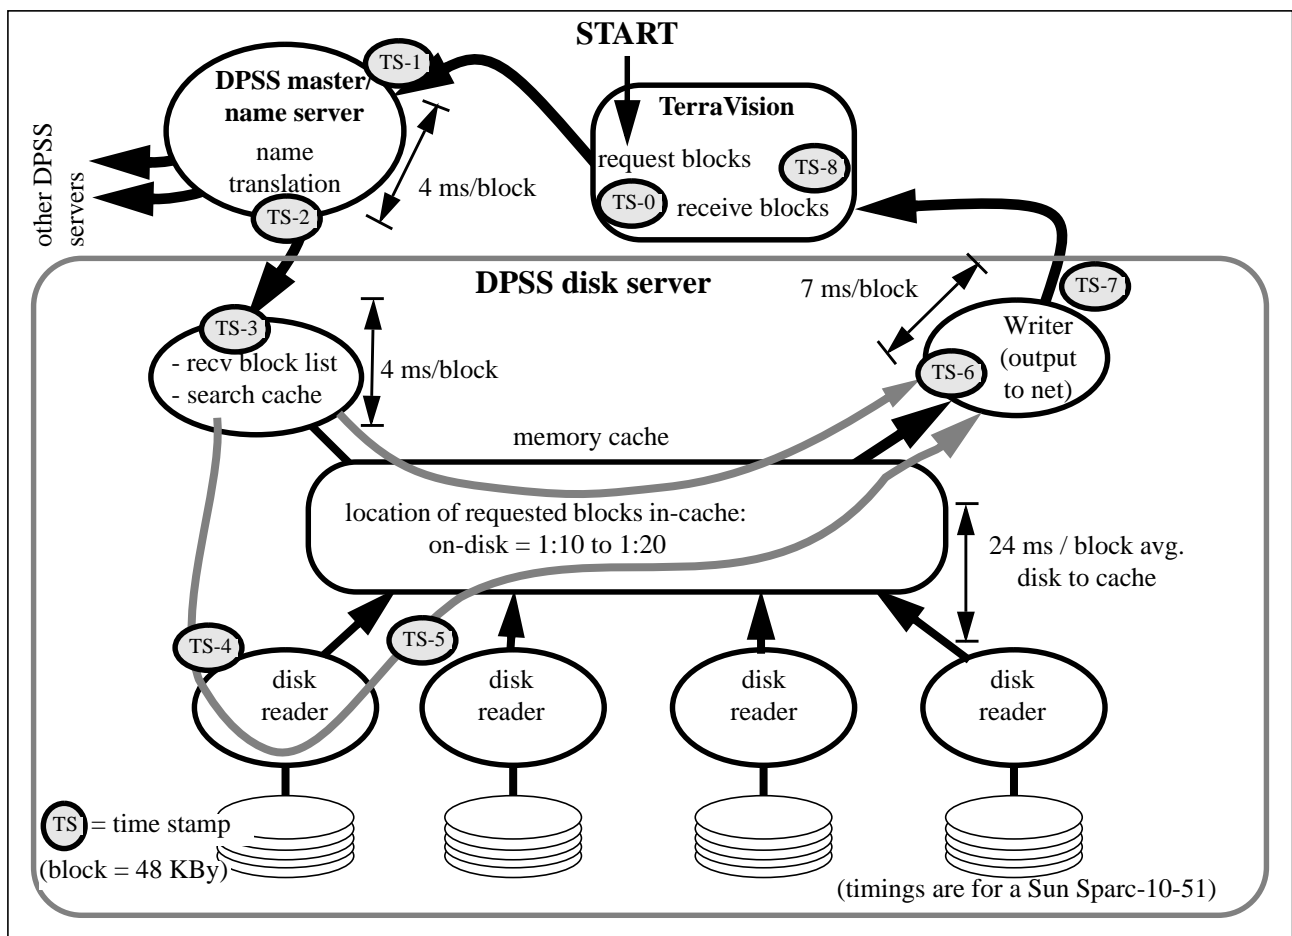 START
TS-1
DPSS master/
name server
name
translation
TS-2
4 ms/block
other DPSS
servers
TerraVision
request blocks
TS-8
TS-0
receive blocks
DPSS disk server
7 ms/block
TS-7
TS-3
- recv block list
- search cache
4 ms/block
Writer
(output
to net)
TS-6
memory cache
location of requested blocks in-cache:
on-disk = 1:10 to 1:20
24 ms / block avg.
disk to cache
TS-4
TS-5
disk
reader
disk
reader
disk
reader
disk
reader
TS = time stamp
(block = 48 KBy)
(timings are for a Sun Sparc-10-51)